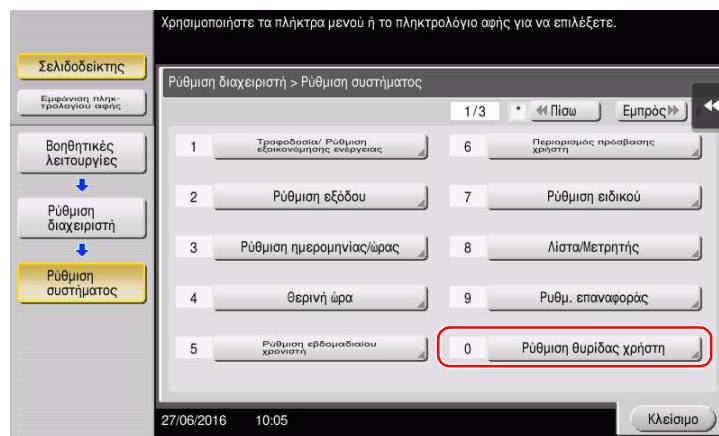 Χρησιμοποιήστε τα πλήκτρα μενού ή το πληκτρολόγιο αφής για να επιλέξετε.
Σελιδοδείκτης
Εμφάνιση πληκ-
τρολογίου αφής
Βοηθητικές
λειτουργίες
Ρύθμιση
διαχειριστή
Ρύθμιση
συστήματος
Ρύθμιση διαχειριστή > Ρύθμιση συστήματος
1/3 * Πίσω Εμπρός
1 Τροφοδοσία/ Ρύθμιση
εξοικονόμησης ενέργειας
6 Περιορισμός πρόσβασης
χρήστη
2 Ρύθμιση εξόδου
7 Ρύθμιση ειδικού
3 Ρύθμιση ημερομηνίας/ώρας
8 Λίστα/Μετρητής
4 Θερινή ώρα
9 Ρυθμ. επαναφοράς
5 Ρύθμιση εβδομαδιαίου
χρονιστή
0 Ρύθμιση θυρίδας χρήστη
27/06/2016 10:05
Κλείσιμο